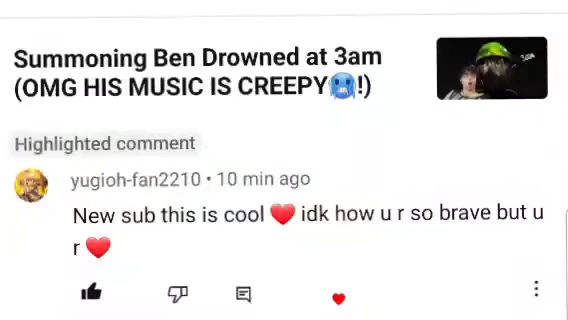 Summoning Ben Drowned at 3am
(OMG HIS MUSIC IS CREEPY🥶!)
3am
Highlighted comment
yugioh-fan2210 • 10 min ago
New sub this is cool ❤️ idk how u r so brave but u
r ❤️